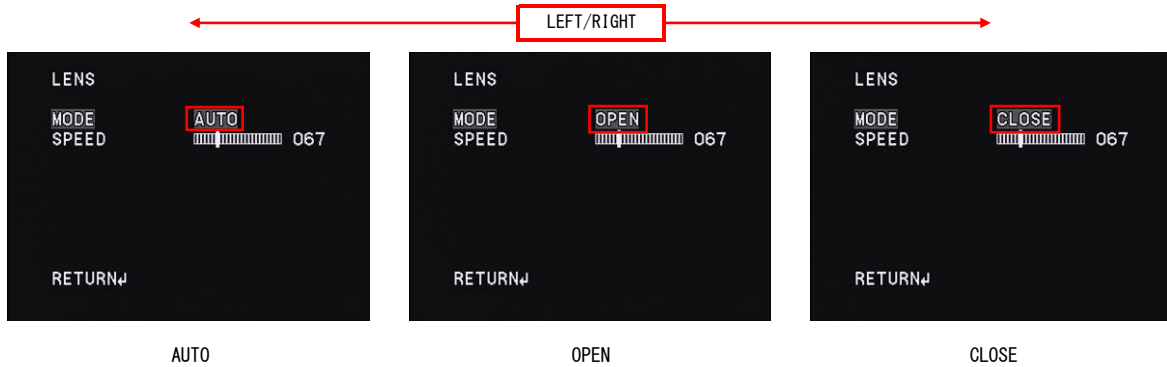 LEFT/RIGHT
LENS
MODE AUTO
SPEED 067
RETURN↲
AUTO
LENS
MODE OPEN
SPEED 067
RETURN↲
OPEN
LENS
MODE CLOSE
SPEED 067
RETURN↲
CLOSE